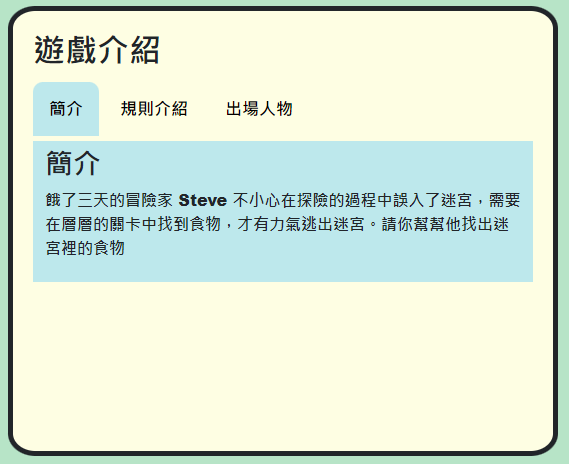 遊戲介紹
簡介 規則介紹 出場人物
簡介
餓了三天的冒險家 Steve 不小心在探險的過程中誤入了迷宮，需要
在層層的關卡中找到食物，才有力氣逃出迷宮。請你幫幫他找出迷
宮裡的食物